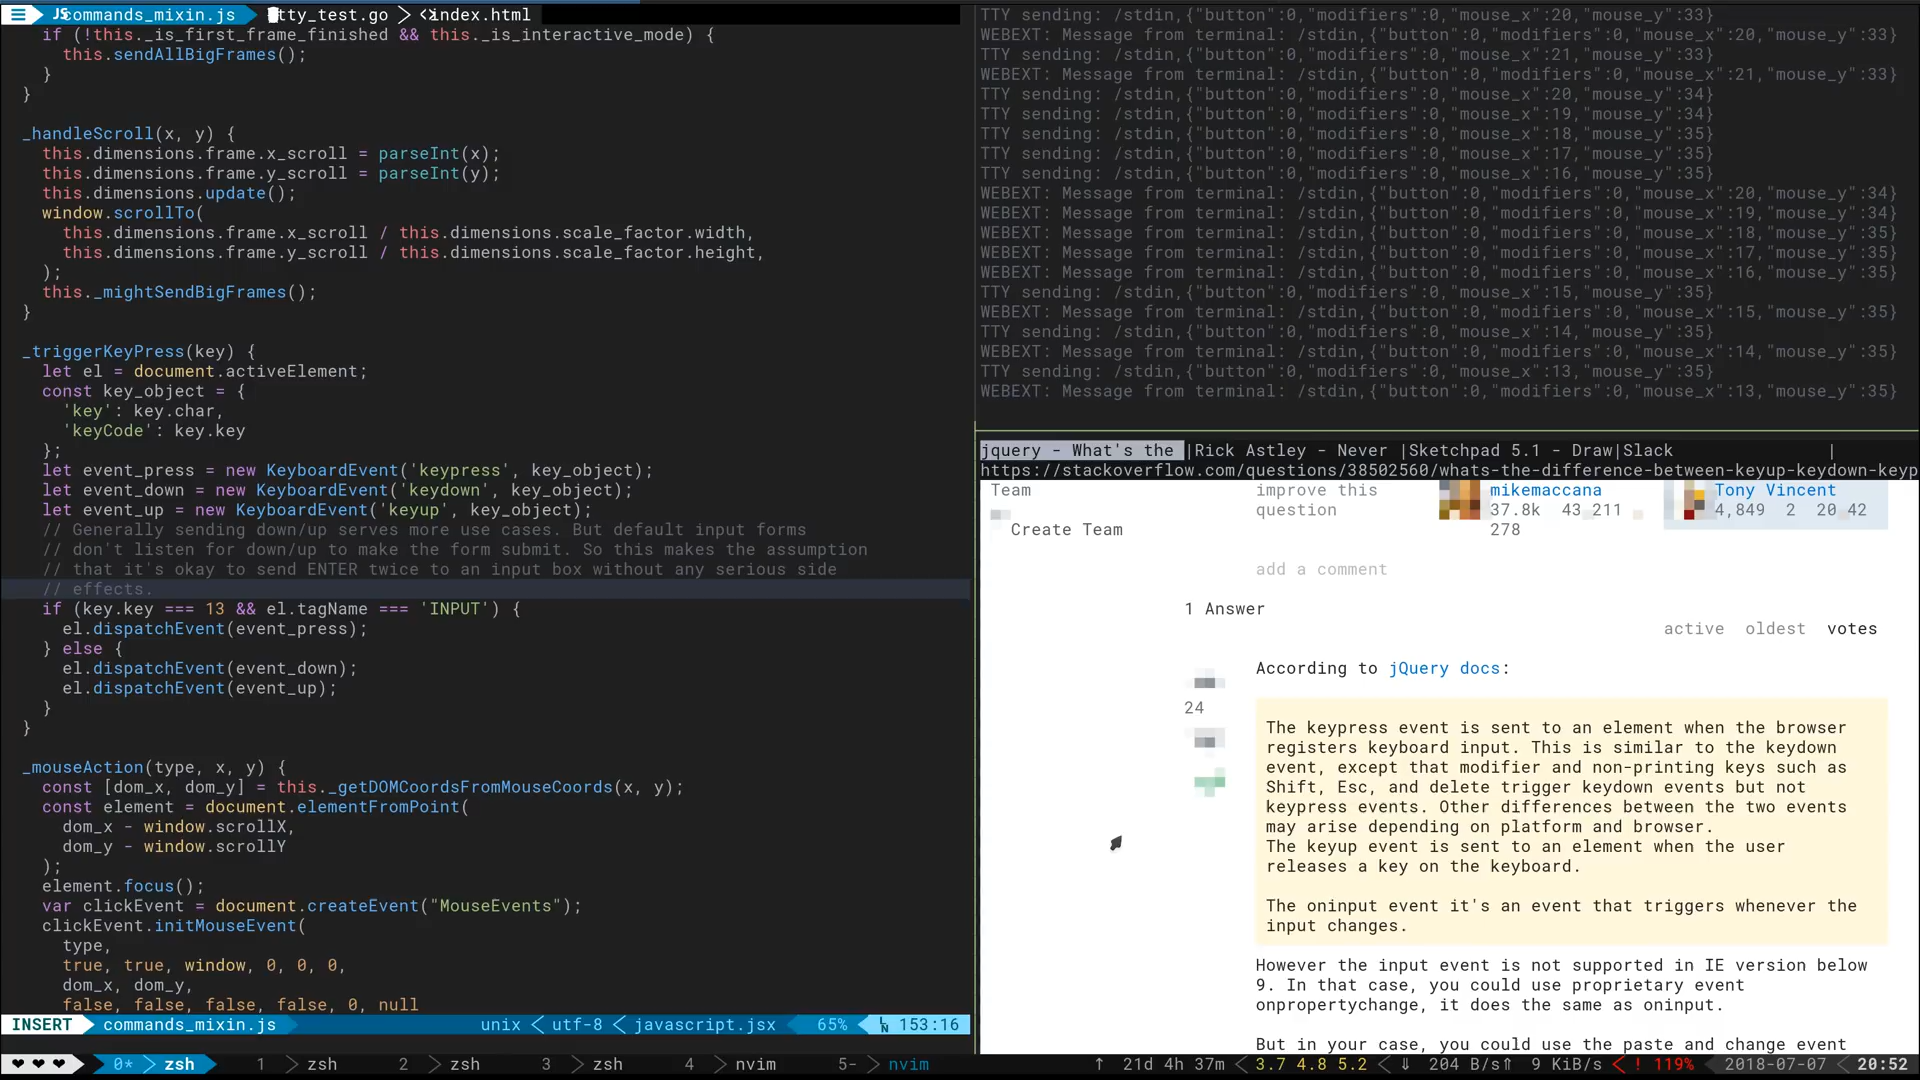 commands_mixin.js tty_test.go index.html
if (!this._is_first_frame_finished && this._is_interactive_mode) {
this.sendAllBigFrames();
}
}
_handleScroll(x, y) {
this.dimensions.frame.x_scroll = parseInt(x);
this.dimensions.frame.y_scroll = parseInt(y);
this.dimensions.update();
window.scrollTo(
this.dimensions.frame.x_scroll / this.dimensions.scale_factor.width,
this.dimensions.frame.y_scroll / this.dimensions.scale_factor.height,
);
this._mightSendBigFrames();
}
_triggerKeyPress(key) {
let el = document.activeElement;
const key_object = {
'key': key.char,
'keyCode': key.key
};
let event_press = new KeyboardEvent('keypress', key_object);
let event_down = new KeyboardEvent('keydown', key_object);
let event_up = new KeyboardEvent('keyup', key_object);
// Generally sending down/up serves more use cases. But default input forms
// don't listen for down/up to make the form submit. So this makes the assumption
// that it's okay to send ENTER twice to an input box without any serious side
// effects.
if (key.key === 13 && el.tagName === 'INPUT') {
el.dispatchEvent(event_press);
} else {
el.dispatchEvent(event_down);
el.dispatchEvent(event_up);
}
}
_mouseAction(type, x, y) {
const [dom_x, dom_y] = this._getDOMCoordsFromMouseCoords(x, y);
const element = document.elementFromPoint(
dom_x - window.scrollX,
dom_y - window.scrollY
);
element.focus();
var clickEvent = document.createEvent("MouseEvents");
clickEvent.initMouseEvent(
type,
true, true, window, 0, 0, 0,
dom_x, dom_y,
false, false, false, false, 0, null
INSERT commands_mixin.js unix < utf-8 < javascript.jsx 65% 153:16
TTY sending: /stdin,{"button":0,"modifiers":0,"mouse_x":20,"mouse_y":33}
WEBEXT: Message from terminal: /stdin,{"button":0,"modifiers":0,"mouse_x":20,"mouse_y":33}
TTY sending: /stdin,{"button":0,"modifiers":0,"mouse_x":21,"mouse_y":33}
WEBEXT: Message from terminal: /stdin,{"button":0,"modifiers":0,"mouse_x":21,"mouse_y":33}
TTY sending: /stdin,{"button":0,"modifiers":0,"mouse_x":20,"mouse_y":34}
TTY sending: /stdin,{"button":0,"modifiers":0,"mouse_x":19,"mouse_y":34}
TTY sending: /stdin,{"button":0,"modifiers":0,"mouse_x":18,"mouse_y":35}
TTY sending: /stdin,{"button":0,"modifiers":0,"mouse_x":17,"mouse_y":35}
TTY sending: /stdin,{"button":0,"modifiers":0,"mouse_x":16,"mouse_y":35}
WEBEXT: Message from terminal: /stdin,{"button":0,"modifiers":0,"mouse_x":20,"mouse_y":34}
WEBEXT: Message from terminal: /stdin,{"button":0,"modifiers":0,"mouse_x":19,"mouse_y":34}
WEBEXT: Message from terminal: /stdin,{"button":0,"modifiers":0,"mouse_x":18,"mouse_y":35}
WEBEXT: Message from terminal: /stdin,{"button":0,"modifiers":0,"mouse_x":17,"mouse_y":35}
WEBEXT: Message from terminal: /stdin,{"button":0,"modifiers":0,"mouse_x":16,"mouse_y":35}
TTY sending: /stdin,{"button":0,"modifiers":0,"mouse_x":15,"mouse_y":35}
WEBEXT: Message from terminal: /stdin,{"button":0,"modifiers":0,"mouse_x":15,"mouse_y":35}
TTY sending: /stdin,{"button":0,"modifiers":0,"mouse_x":14,"mouse_y":35}
WEBEXT: Message from terminal: /stdin,{"button":0,"modifiers":0,"mouse_x":14,"mouse_y":35}
TTY sending: /stdin,{"button":0,"modifiers":0,"mouse_x":13,"mouse_y":35}
WEBEXT: Message from terminal: /stdin,{"button":0,"modifiers":0,"mouse_x":13,"mouse_y":35}
jquery - What's the |Rick Astley - Never |Sketchpad 5.1 - Draw|Slack |
https://stackoverflow.com/questions/38502560/whats-the-difference-between-keyup-keydown-keyp
Team improve this mikemaccana Tony Vincent
question 37.8k 43 211 4,849 2 20 42
Create Team 278
add a comment
1 Answer
active oldest votes
According to jQuery docs:
24
The keypress event is sent to an element when the browser
registers keyboard input. This is similar to the keydown
event, except that modifier and non-printing keys such as
Shift, Esc, and delete trigger keydown events but not
keypress events. Other differences between the two events
may arise depending on platform and browser.
The keyup event is sent to an element when the user
releases a key on the keyboard.
The oninput event it's an event that triggers whenever the
input changes.
However the input event is not supported in IE version below
9. In that case, you could use proprietary event
onpropertychange, it does the same as oninput.
But in your case, you could use the paste and change event
0* zsh 1 zsh 2 zsh 3 zsh 4 nvim 5- nvim ↑ 21d 4h 37m < 3.7 4.8 5.2 < ⇓ 204 B/s⇑ 9 KiB/s < ! 119% 2018-07-07 < 20:52